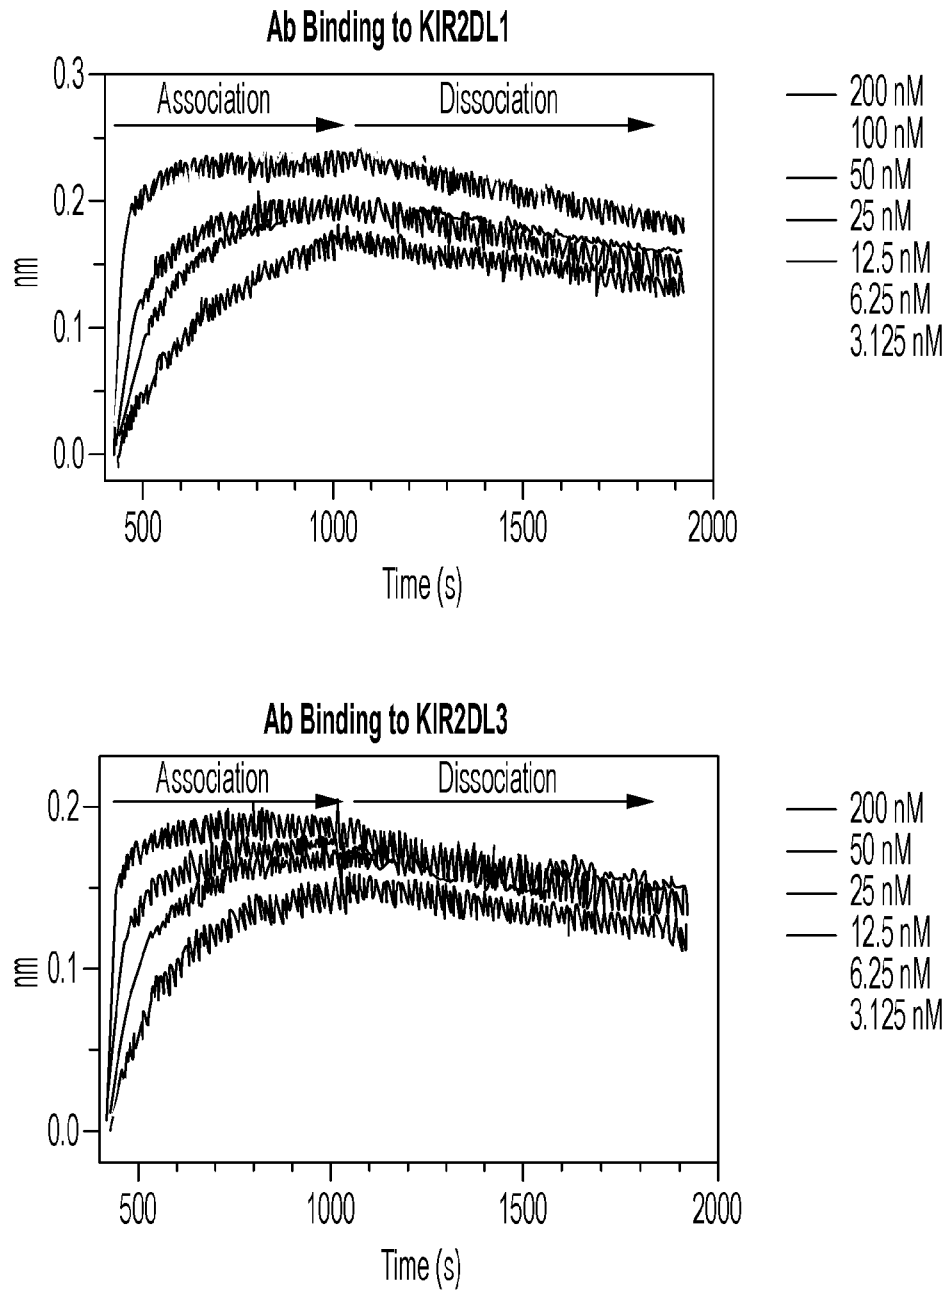 Ab Binding to KIR2DL1
0.3
0.2
0.1
0.0
nm
Association
Dissociation
500
1000
1500
2000
Time (s)
200 nM
100 nM
50 nM
25 nM
12.5 nM
6.25 nM
3.125 nM
Ab Binding to KIR2DL3
0.2
0.1
0.0
nm
Association
Dissociation
500
1000
1500
2000
Time (s)
200 nM
50 nM
25 nM
12.5 nM
6.25 nM
3.125 nM